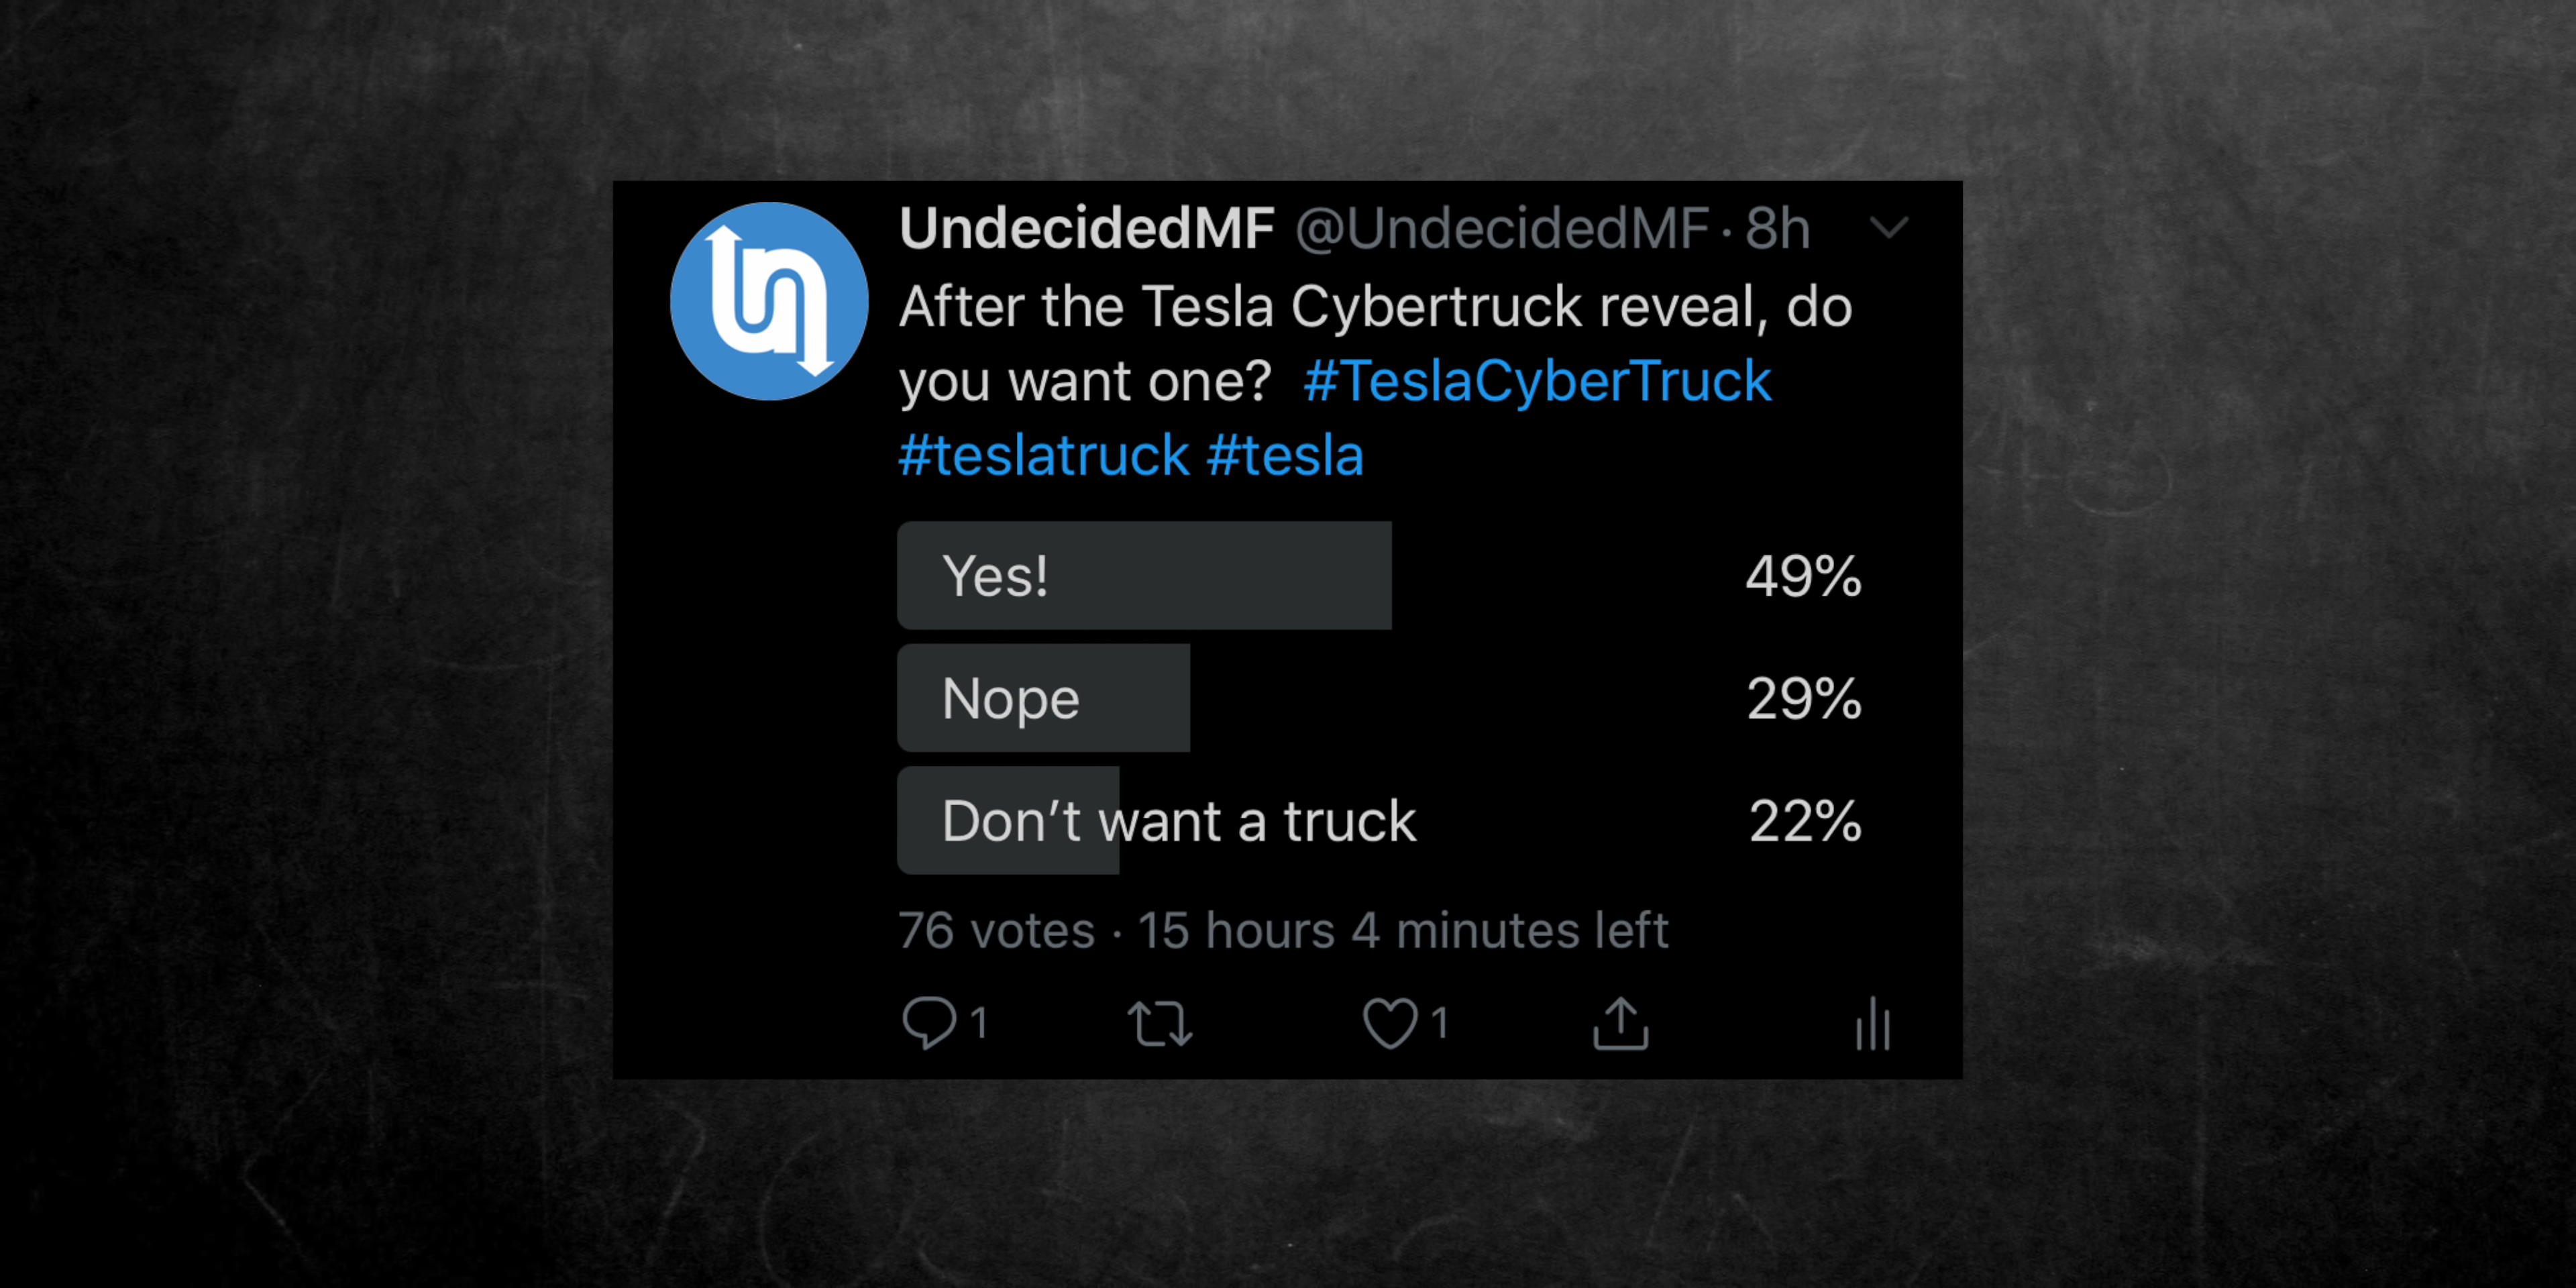 UndecidedMF @UndecidedMF · 8h
After the Tesla Cybertruck reveal, do
you want one?  #TeslaCyberTruck
#teslatruck #tesla
Yes! 49%
Nope 29%
Don’t want a truck 22%
76 votes · 15 hours 4 minutes left
1 1